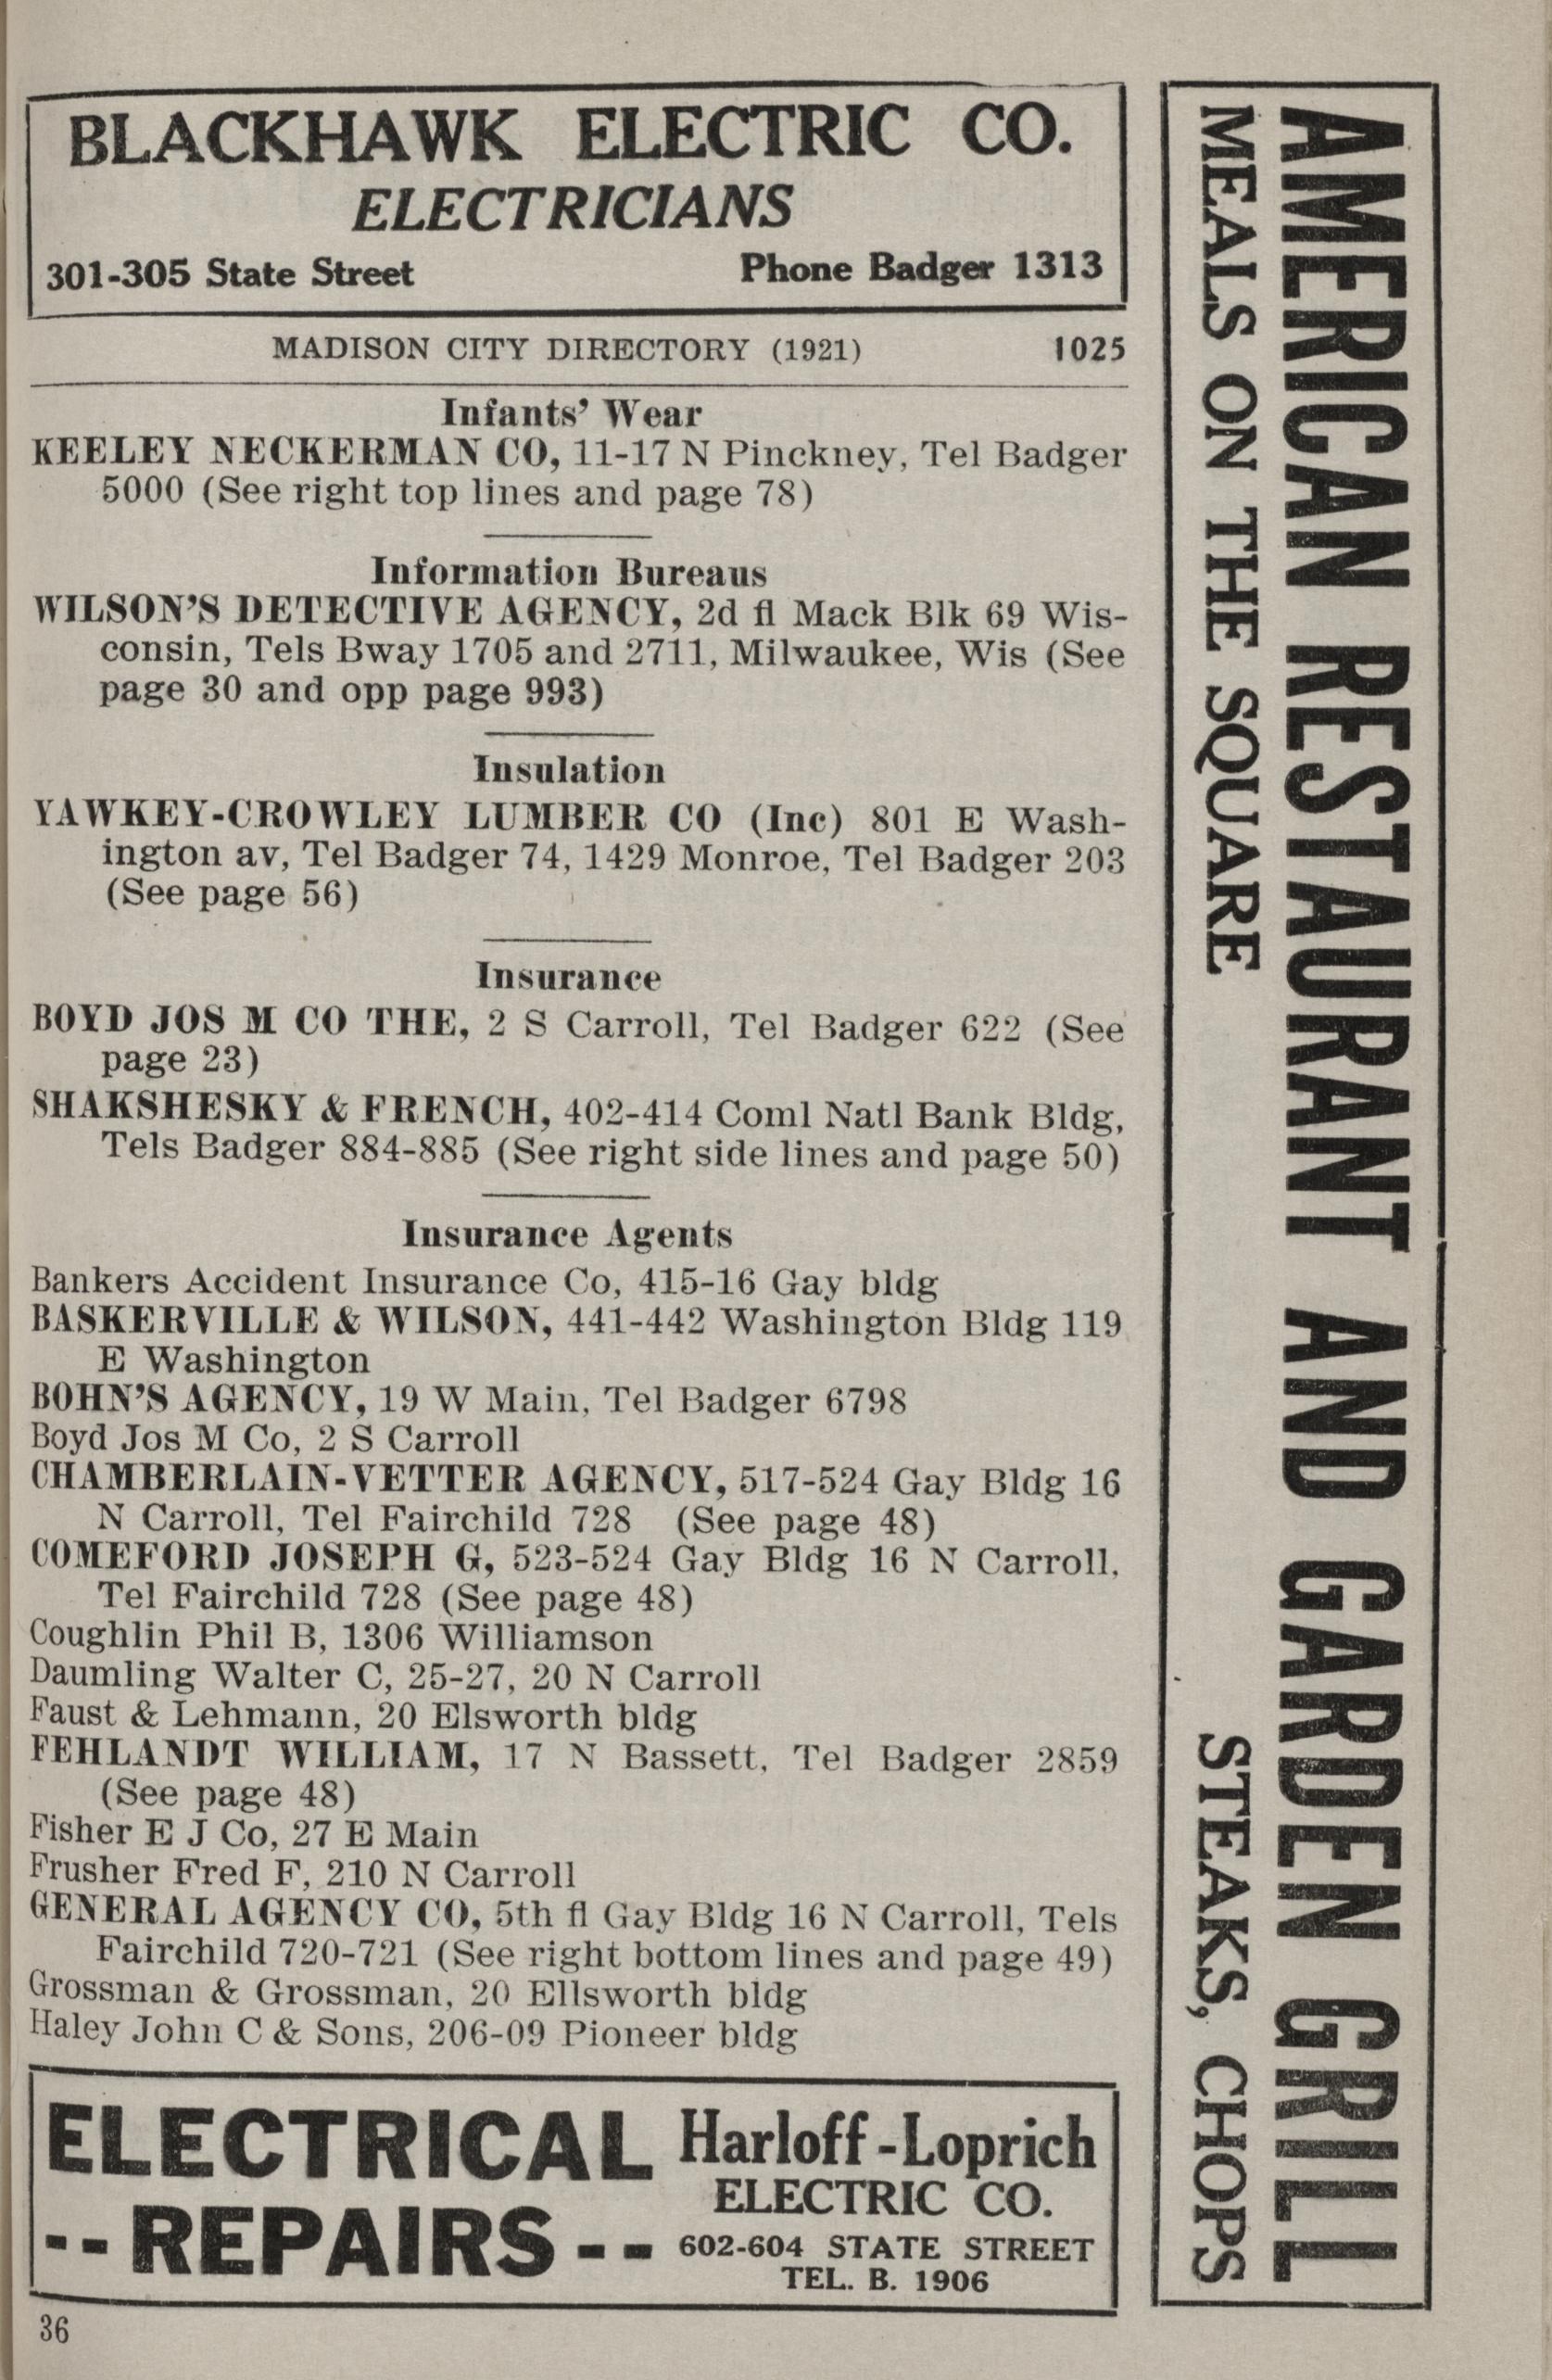 BLACKHAWK ELECTRIC CO.
ELECTRICIANS
301-305 State Street Phone Badger 1313
MADISON CITY DIRECTORY (1921) 1025
Infants' Wear
KEELEY NECKERMAN CO, 11-17 N Pinckney, Tel Badger
5000 (See right top lines and page 78)
Information Bureaus
WILSON'S DETECTIVE AGENCY, 2d fl Mack Blk 69 Wis-
consin, Tels Bway 1705 and 2711, Milwaukee, Wis (See
page 30 and opp page 993)
Insulation
YAWKEY-CROWLEY LUMBER CO (Inc) 801 E Wash-
ington av, Tel Badger 74, 1429 Monroe, Tel Badger 203
(See page 56)
Insurance
BOYD JOS M CO THE, 2 S Carroll, Tel Badger 622 (See
page 23)
SHAKSHESKY & FRENCH, 402-414 Coml Natl Bank Bldg,
Tels Badger 884-885 (See right side lines and page 50)
Insurance Agents
Bankers Accident Insurance Co, 415-16 Gay bldg
BASKERVILLE & WILSON, 441-442 Washington Bldg 119
E Washington
BOHN'S AGENCY, 19 W Main, Tel Badger 6798
Boyd Jos M Co, 2 S Carroll
CHAMBERLAIN-VETTER AGENCY, 517-524 Gay Bldg 16
N Carroll, Tel Fairchild 728 (See page 48)
COMEFORD JOSEPH G, 523-524 Gay Bldg 16 N Carroll,
Tel Fairchild 728 (See page 48)
Coughlin Phil B, 1306 Williamson
Daumling Walter C, 25-27, 20 N Carroll
Faust & Lehmann, 20 Elsworth bldg
FEHLANDT WILLIAM, 17 N Bassett, Tel Badger 2859
(See page 48)
Fisher E J Co, 27 E Main
Frusher Fred F, 210 N Carroll
GENERAL AGENCY CO, 5th fl Gay Bldg 16 N Carroll, Tels
Fairchild 720-721 (See right bottom lines and page 49)
Grossman & Grossman, 20 Ellsworth bldg
Haley John C & Sons, 206-09 Pioneer bldg
ELECTRICAL
-- REPAIRS --
Harloff-Loprich
ELECTRIC CO.
602-604 STATE STREET
TEL. B. 1906
36
AMERICAN RESTAURANT AND GARDEN GRILL
MEALS ON THE SQUARE STEAKS, CHOPS